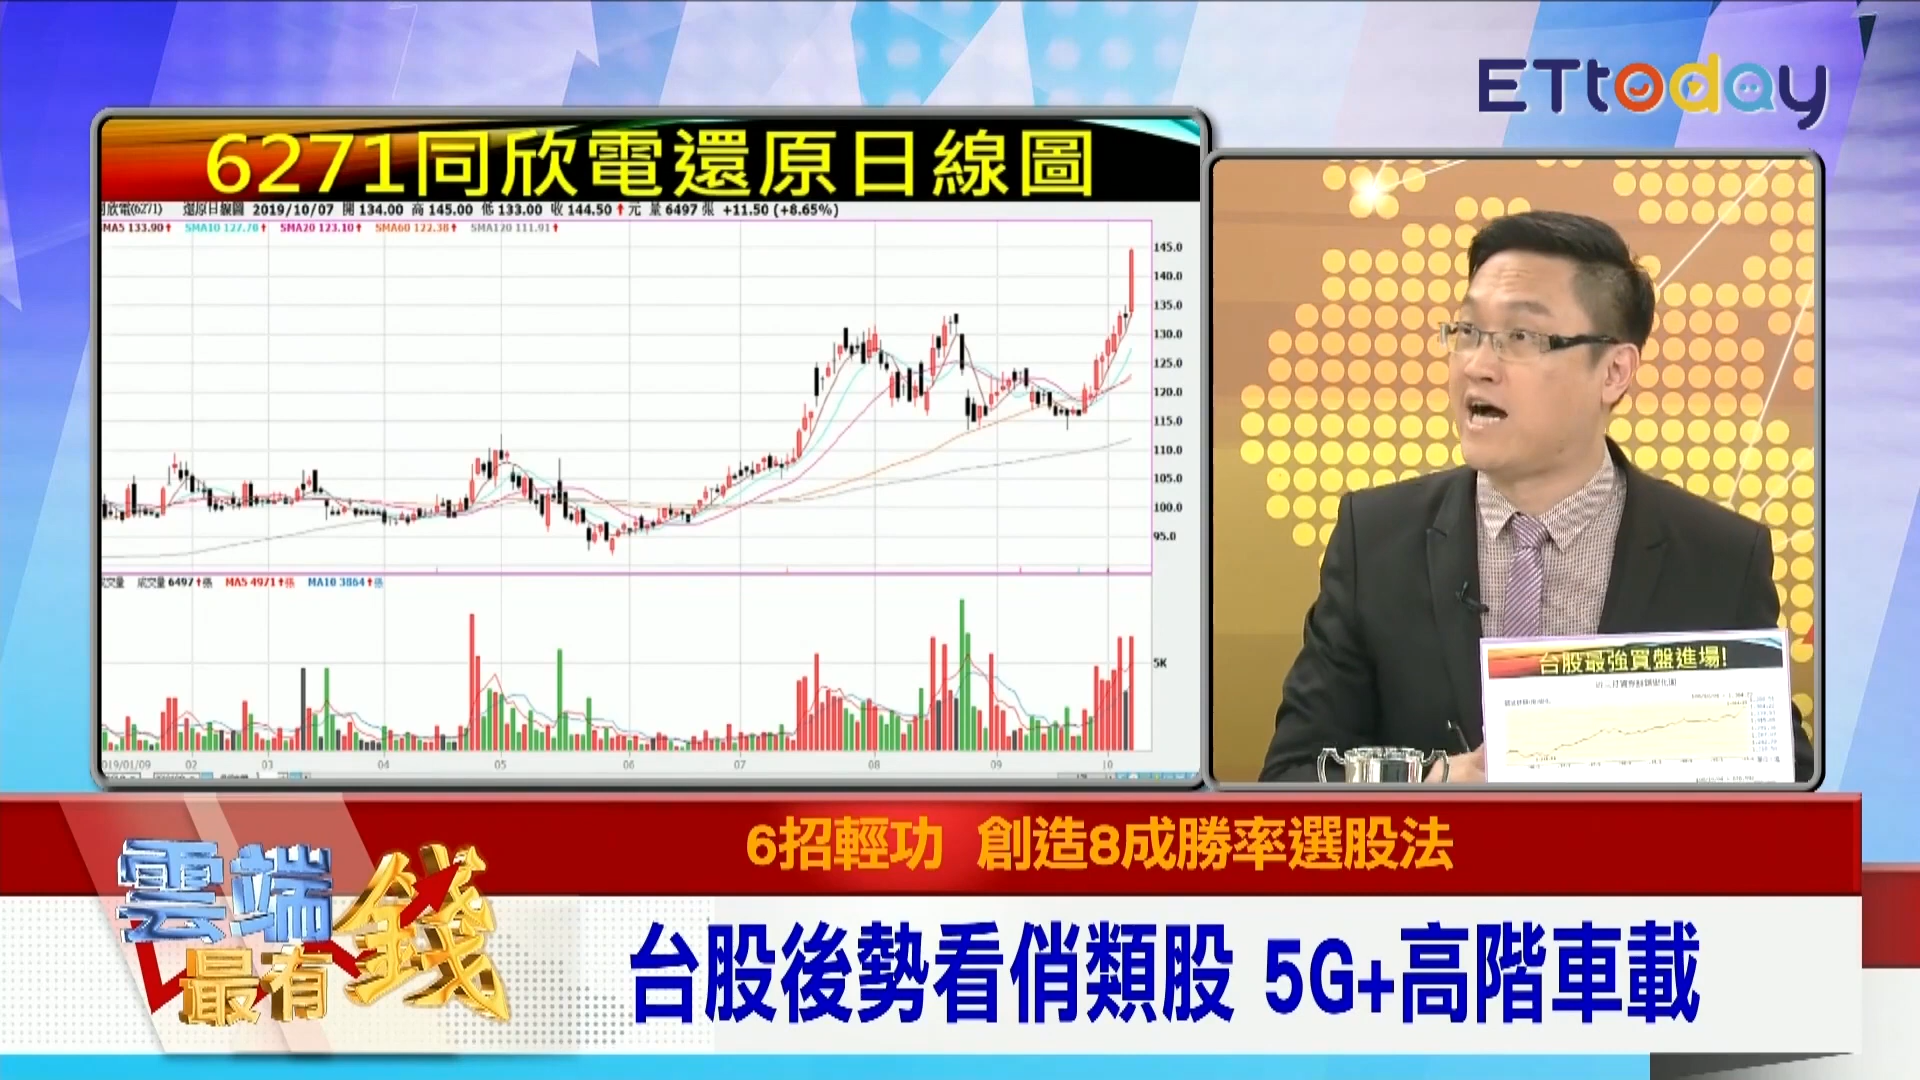 ETtoday
6271同欣電還原日線圖
欣電(6271) 還原日線圖 2019/10/07 開 134.00 高 145.00 低 133.00 收 144.50↑元 量 6497 張 +11.50 (+8.65%)
MA5 133.90↑ SMA10 127.78↑ SMA20 123.10↑ SMA60 122.38↑ SMA120 111.91↑
145.0
140.0
135.0
130.0
125.0
120.0
115.0
110.0
105.0
100.0
95.0
交量 成交量 6497↑張 MA5 4971↑張 MA10 3864↑張
5K
019/01/09 02 03 04 05 06 07 08 09 10
台股最強買盤進場!
6招輕功 創造8成勝率選股法
雲端最有錢
台股後勢看俏類股 5G+高階車載